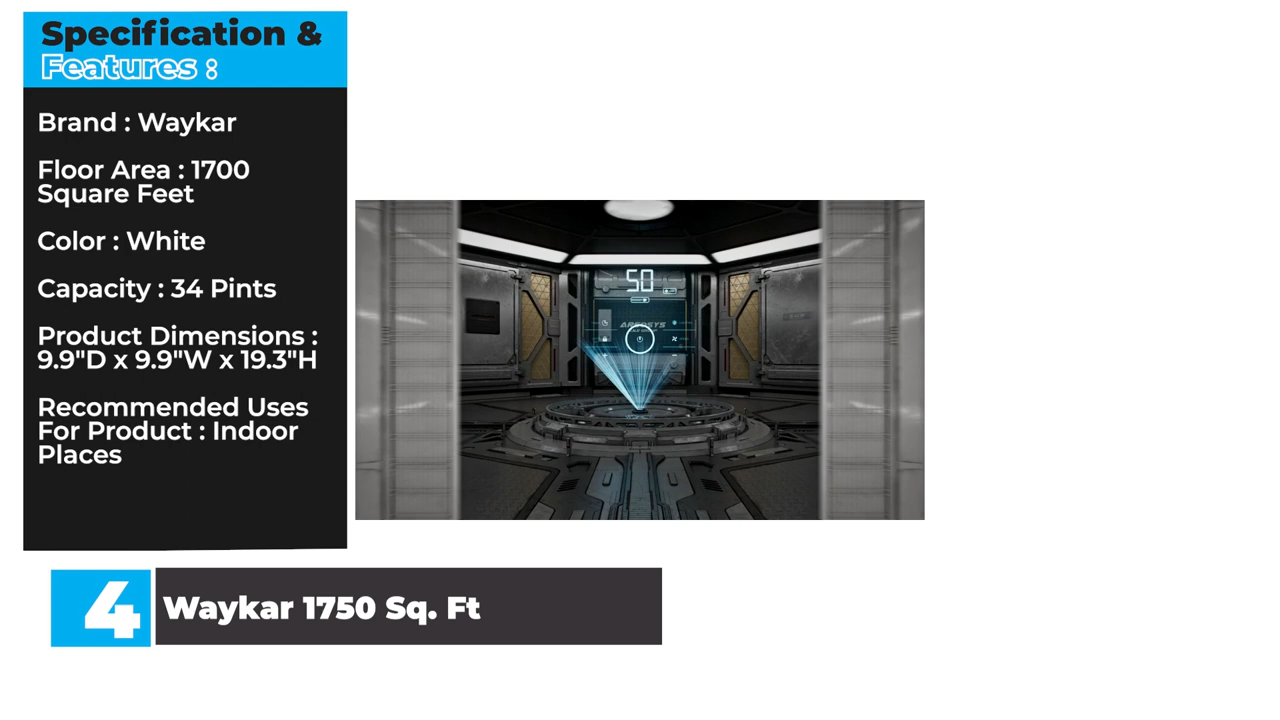 Specification &
Features :
Brand : Waykar
Floor Area : 1700
Square Feet
Color : White
Capacity : 34 Pints
Product Dimensions :
9.9"D x 9.9"W x 19.3"H
Recommended Uses
For Product : Indoor
Places
50
4
Waykar 1750 Sq. Ft